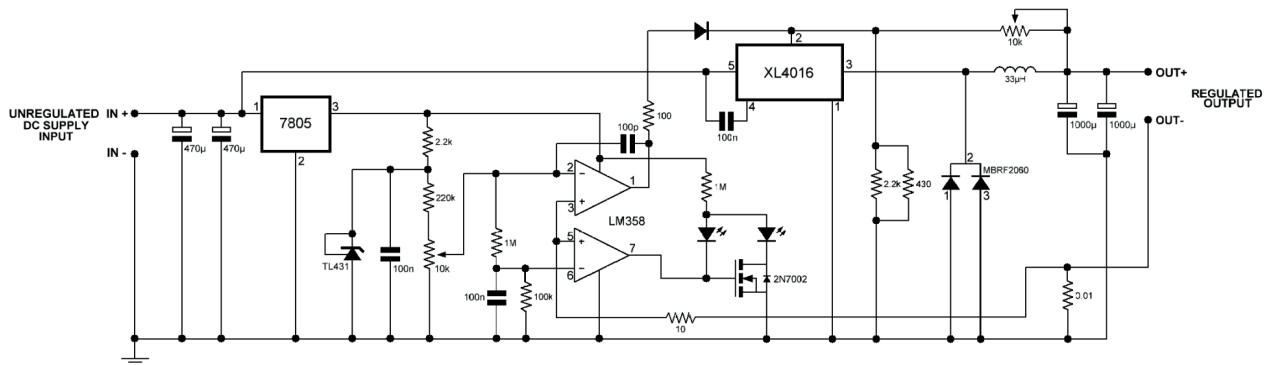 10k
2
5
XL4016
3
33µH
OUT+
UNREGULATED
DC SUPPLY
INPUT
IN +
1
7805
3
4
1
REGULATED
OUTPUT
100
100n
470µ
470µ
2.2k
100p
1000µ
1000µ
OUT-
IN -
2
2
1
1M
2
MBRF2060
220k
3
LM358
2.2k
430
1
3
1M
5
7
TL431
100n
10k
6
2N7002
100n
100k
0.01
10